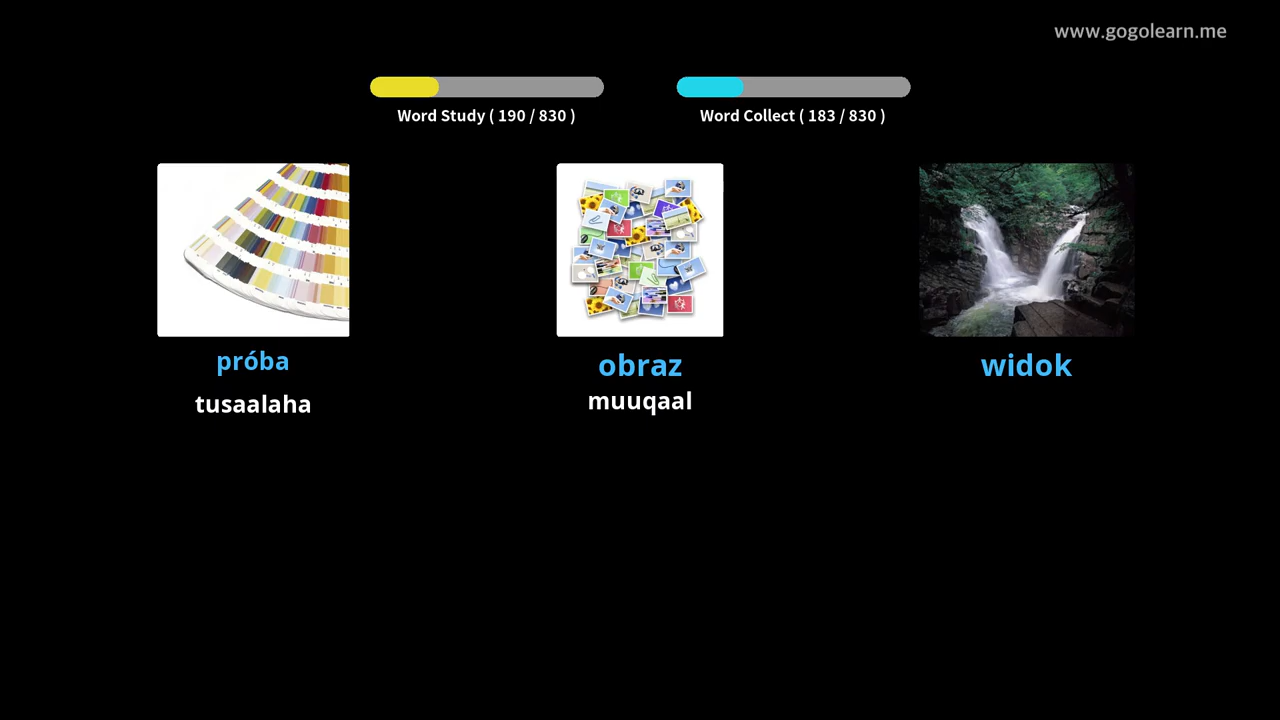 www.gogolearn.me
Word Study ( 190 / 830 )
Word Collect ( 183 / 830 )
próba
tusaalaha
obraz
muuqaal
widok